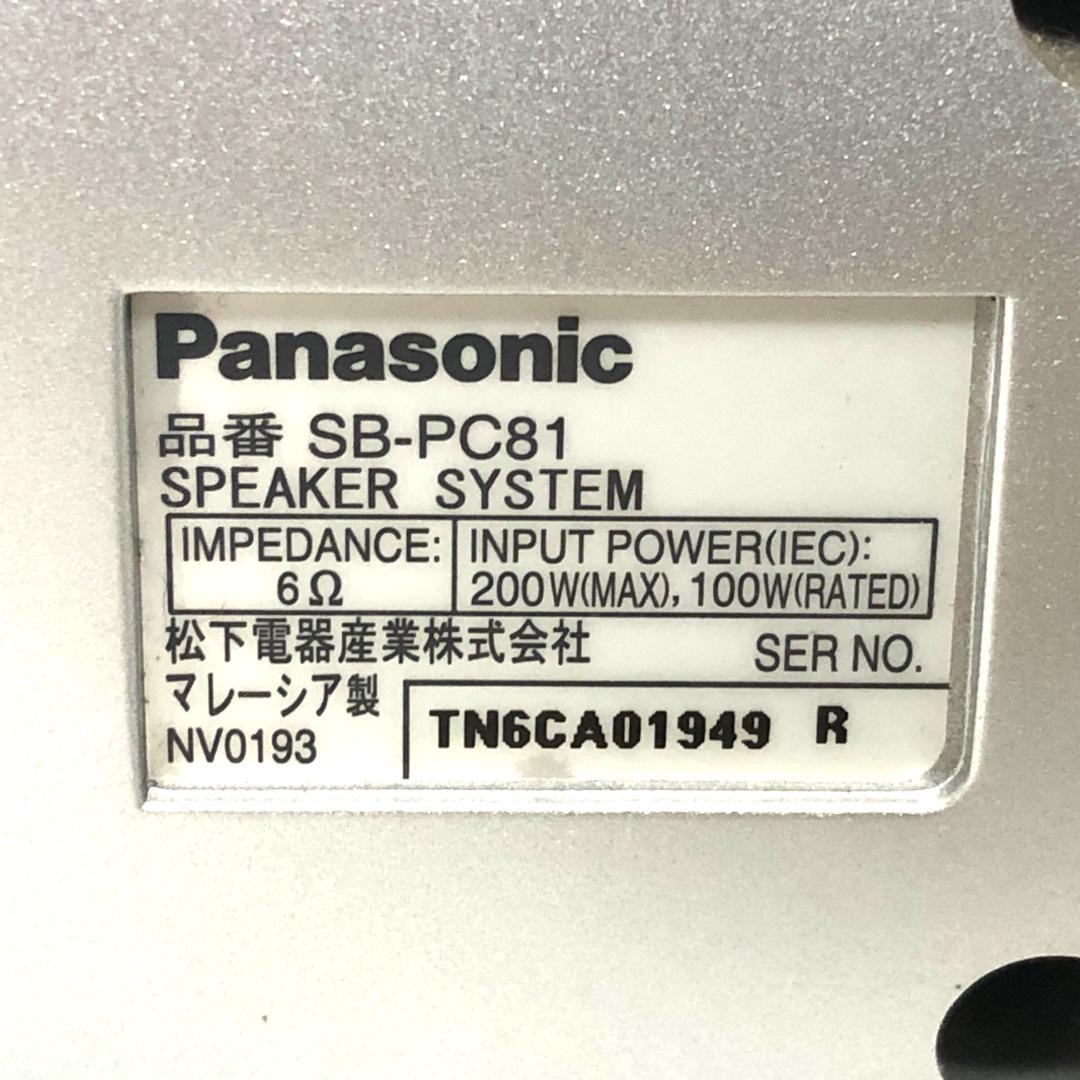 Panasonic
品番 SB-PC81
SPEAKER SYSTEM
IMPEDANCE:
6Ω
INPUT POWER(IEC):
200W(MAX), 100W(RATED)
松下電器産業株式会社
SER NO.
マレーシア製
NV0193
TN6CA01949 R